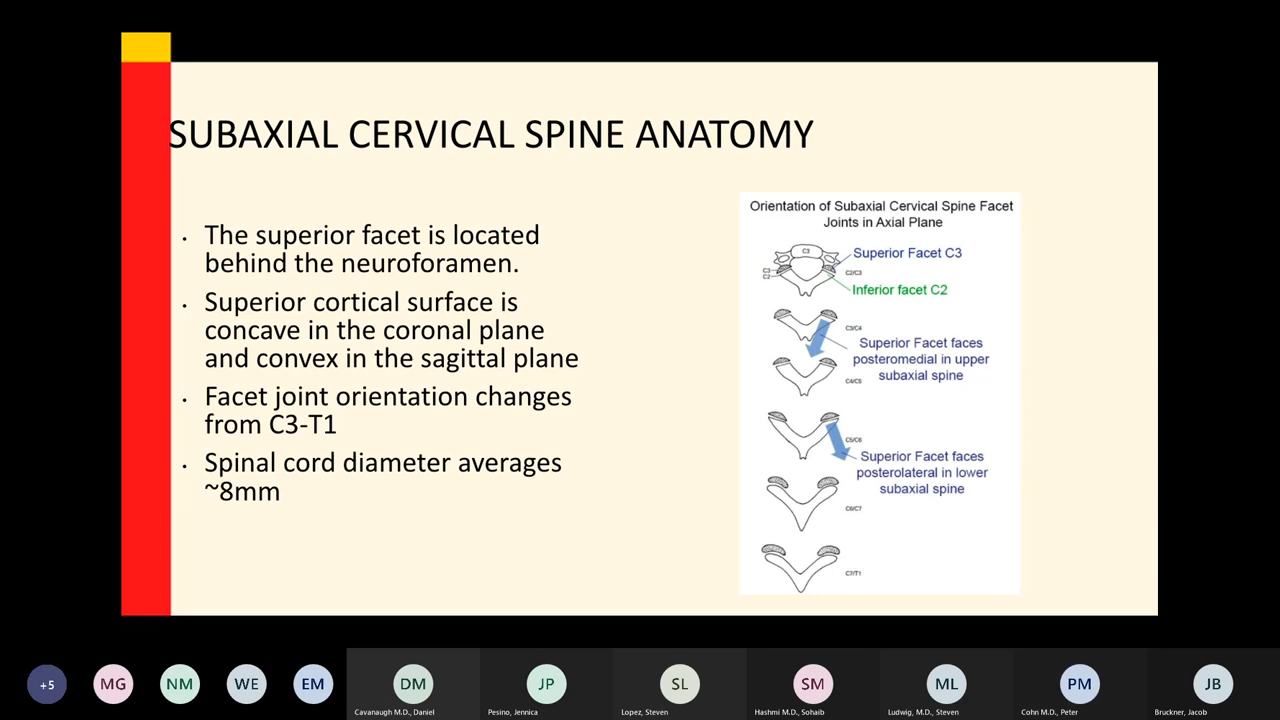 SUBAXIAL CERVICAL SPINE ANATOMY
• The superior facet is located
behind the neuroforamen.
• Superior cortical surface is
concave in the coronal plane
and convex in the sagittal plane
• Facet joint orientation changes
from C3-T1
• Spinal cord diameter averages
~8mm
Orientation of Subaxial Cervical Spine Facet
Joints in Axial Plane
C3
Superior Facet C3
C3
C2
C2/C3
Inferior facet C2
C3/C4
Superior Facet faces
posteromedial in upper
subaxial spine
C4/C5
C5/C6
Superior Facet faces
posterolateral in lower
subaxial spine
C6/C7
C7/T1
+5
MG
NM
WE
EM
DM
JP
SL
SM
ML
PM
JB
Cavanaugh M.D., Daniel
Pesino, Jennica
Lopez, Steven
Hashmi M.D., Sohaib
Ludwig, M.D., Steven
Cohn M.D., Peter
Bruckner, Jacob